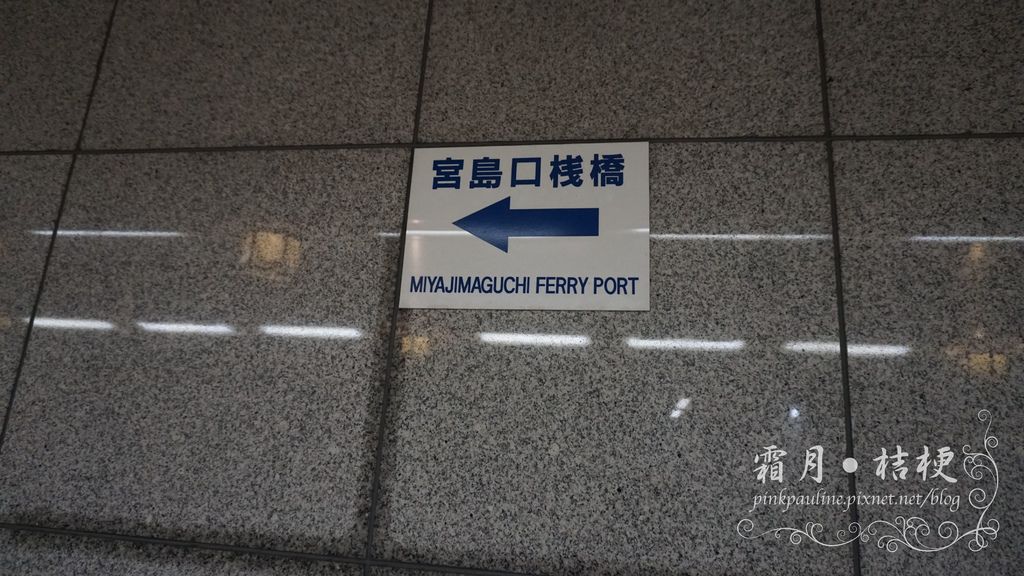 宮島口桟橋
MIYAJIMAGUCHI FERRY PORT
霜月●桔梗
pinkpauline.pixnet.net/blog